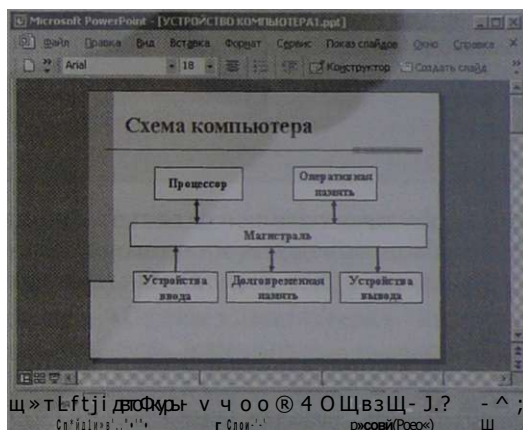 Microsoft PowerPoint - [УСТРОЙСТВО КОМПЬЮТЕРА1.ppt]
Файл Правка Вид Вставка Формат Сервис Показ слайдов Окно Справка
Arial 18 Конструктор Создать слайд
Схема компьютера
Процессор
Оперативная память
Магистраль
Устройства ввода
Долговременная память
Устройства вывода